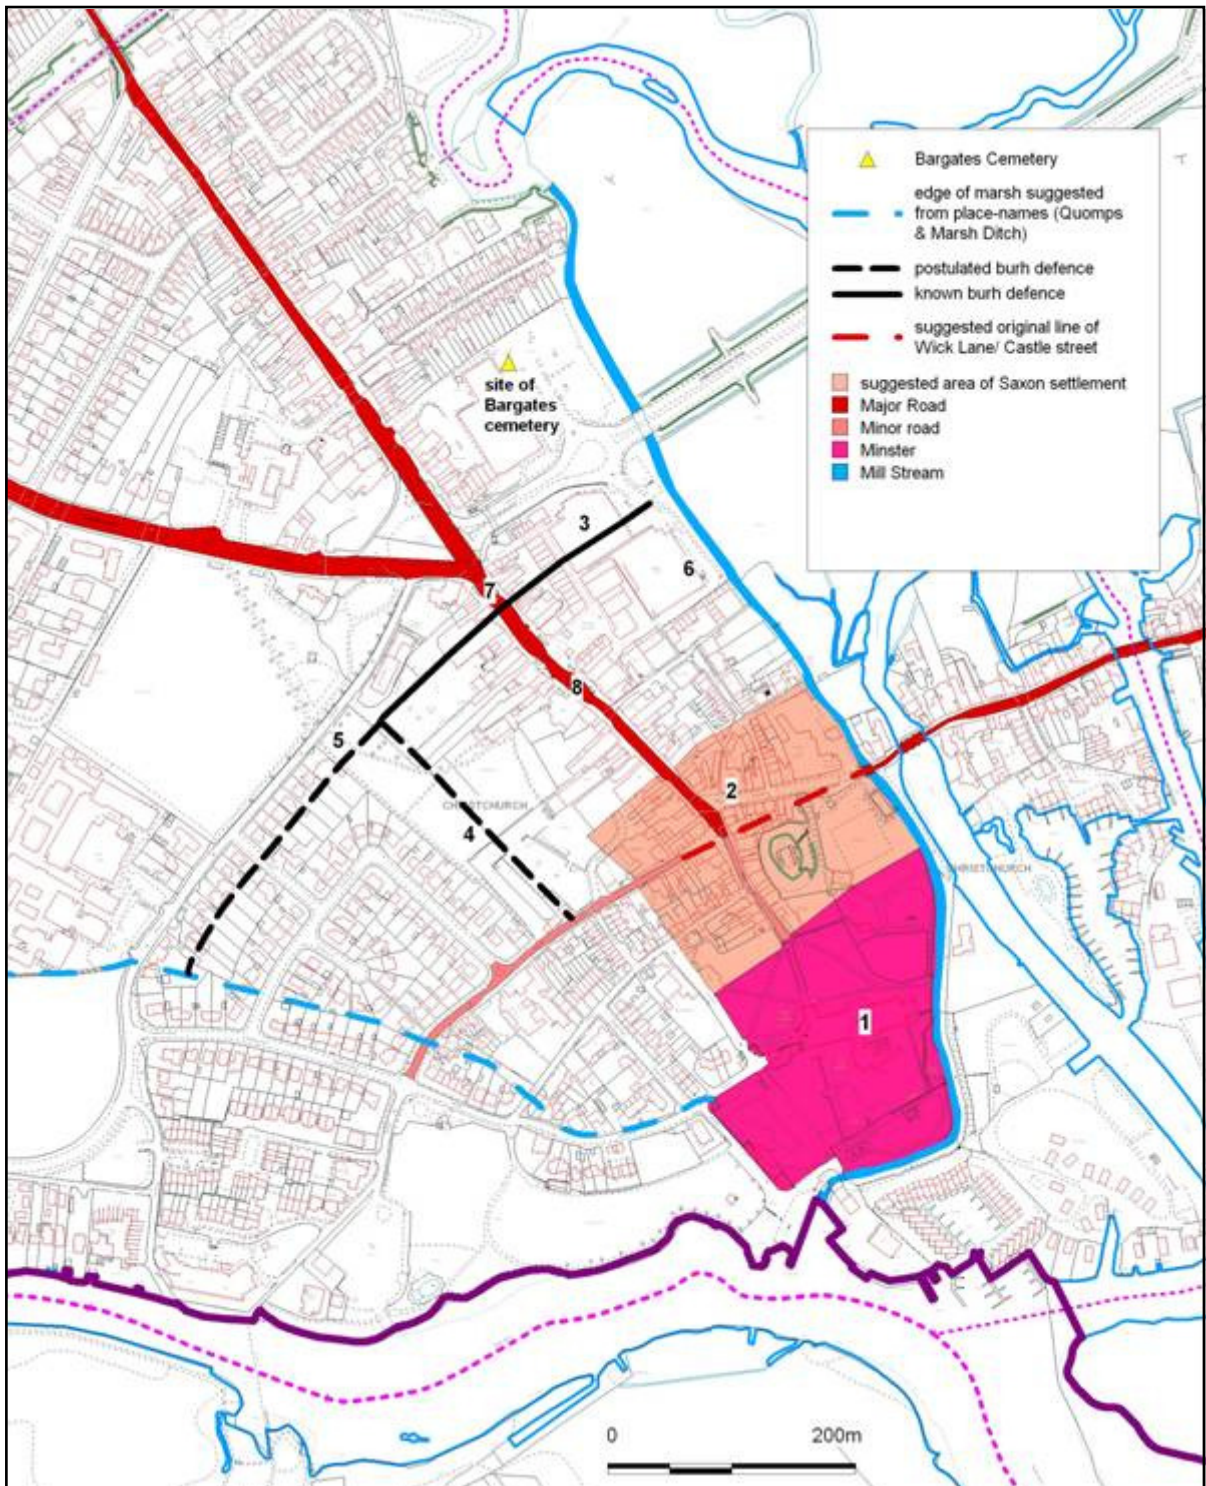 Bargates Cemetery
edge of marsh suggested
from place-names (Quomps
& Marsh Ditch)
postulated burh defence
known burh defence
suggested original line of
Wick Lane/ Castle street
suggested area of Saxon settlement
Major Road
Minor road
Minster
Mill Stream
site of
Bargates
cemetery
3
6
7
8
5
2
CHRISTCHURCH
4
CHRISTCHURCH
1
0 200m